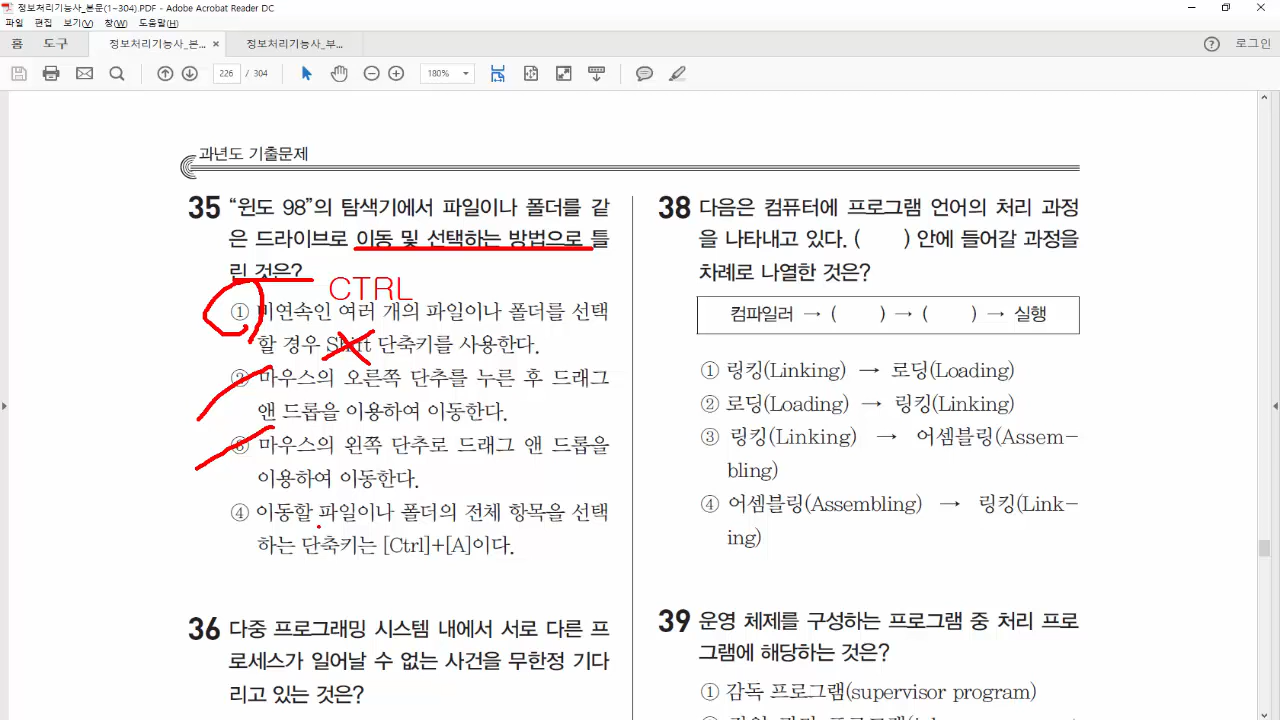 정보처리기능사_본문(1~304).PDF - Adobe Acrobat Reader DC
파일 편집 보기(V) 창(W) 도움말(H)
홈 도구 정보처리기능사_본... × 정보처리기능사_부... 로그인
226 / 304 180%
과년도 기출문제
35 “윈도 98”의 탐색기에서 파일이나 폴더를 같
은 드라이브로 이동 및 선택하는 방법으로 틀
린 것은?
CTRL
① 비연속인 여러 개의 파일이나 폴더를 선택
할 경우 Shift 단축키를 사용한다.
② 마우스의 오른쪽 단추를 누른 후 드래그
앤 드롭을 이용하여 이동한다.
③ 마우스의 왼쪽 단추로 드래그 앤 드롭을
이용하여 이동한다.
④ 이동할 파일이나 폴더의 전체 항목을 선택
하는 단축키는 [Ctrl]+[A]이다.
36 다중 프로그래밍 시스템 내에서 서로 다른 프
로세스가 일어날 수 없는 사건을 무한정 기다
리고 있는 것은?
38 다음은 컴퓨터에 프로그램 언어의 처리 과정
을 나타내고 있다. ( ) 안에 들어갈 과정을
차례로 나열한 것은?
컴파일러 → ( ) → ( ) → 실행
① 링킹(Linking) → 로딩(Loading)
② 로딩(Loading) → 링킹(Linking)
③ 링킹(Linking) → 어셈블링(Assem-
bling)
④ 어셈블링(Assembling) → 링킹(Link-
ing)
39 운영 체제를 구성하는 프로그램 중 처리 프로
그램에 해당하는 것은?
① 감독 프로그램(supervisor program)